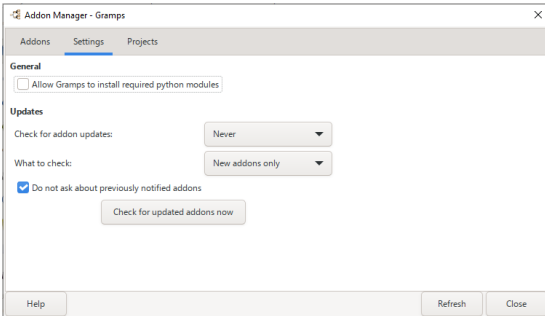 Addon Manager - Gramps
Addons Settings Projects
General
Allow Gramps to install required python modules
Updates
Check for addon updates: Never
What to check: New addons only
Do not ask about previously notified addons
Check for updated addons now
Help Refresh Close